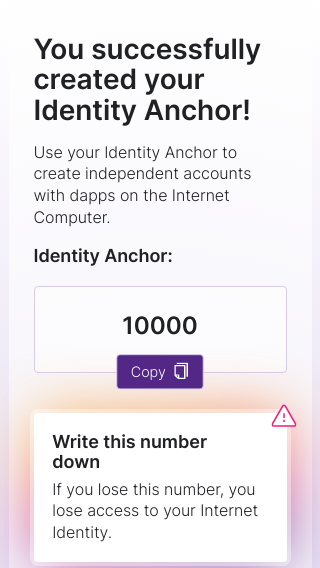 You successfully
created your
Identity Anchor!
Use your Identity Anchor to
create independent accounts
with dapps on the Internet
Computer.
Identity Anchor:
10000
Copy
Write this number
down
If you lose this number, you
lose access to your Internet
Identity.